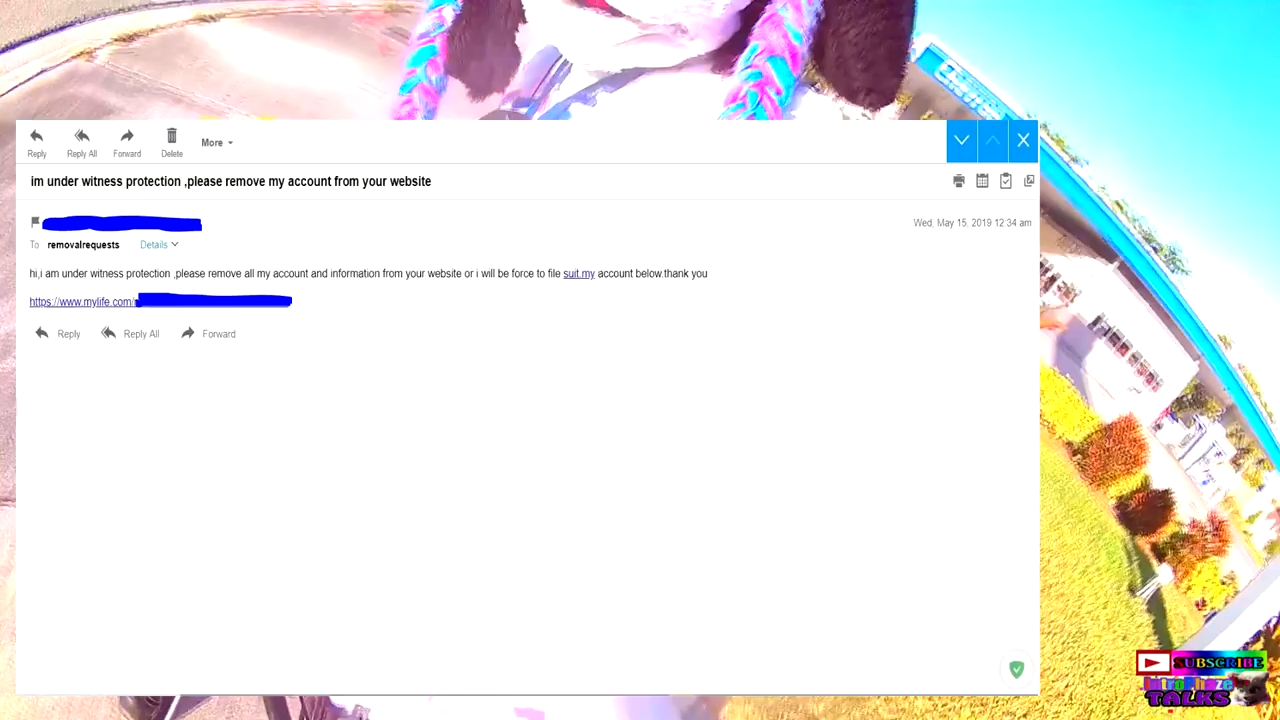 Reply Reply All Forward Delete More
im under witness protection ,please remove my account from your website
Wed, May 15, 2019 12:34 am
To removalrequests Details
hi,i am under witness protection ,please remove all my account and information from your website or i will be force to file suit.my account below.thank you
https://www.mylife.com/
Reply Reply All Forward
SUBSCRIBE
TALKS